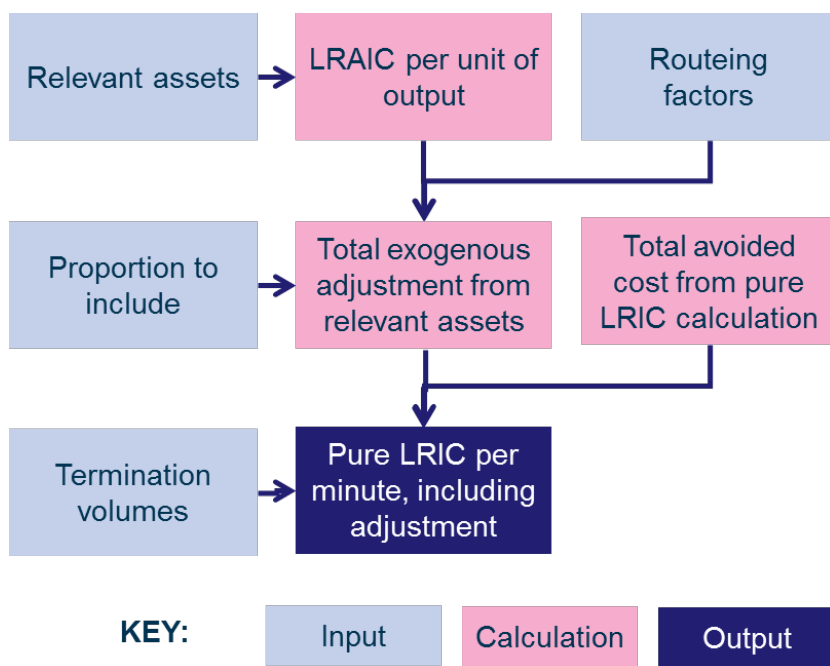 Relevant assets
LRAIC per unit of
output
Routeing
factors
Proportion to
include
Total exogenous
adjustment from
relevant assets
Total avoided
cost from pure
LRIC calculation
Termination
volumes
Pure LRIC per
minute, including
adjustment
KEY:
Input
Calculation
Output